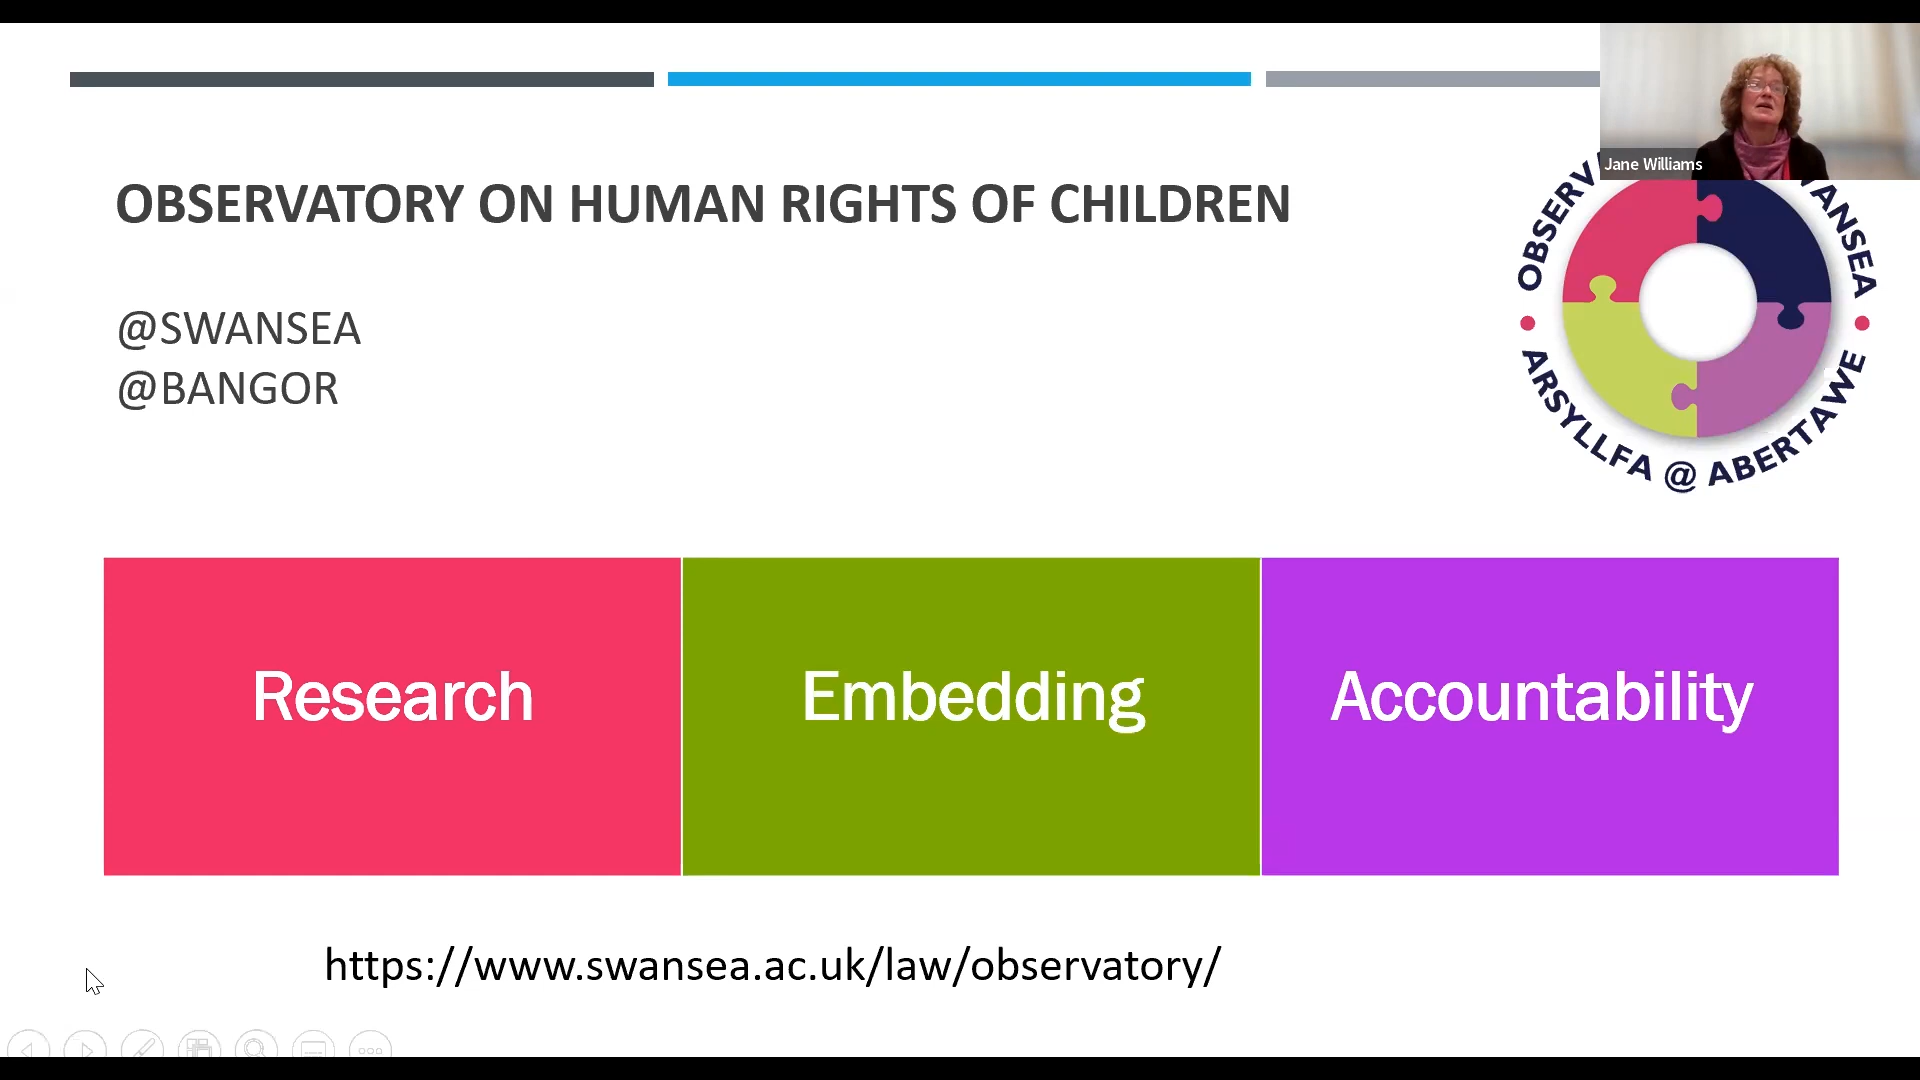 Jane Williams
OBSERVATORY ON HUMAN RIGHTS OF CHILDREN
@SWANSEA
@BANGOR
ARSYLLFA @ ABERTAWE
Research
Embedding
Accountability
https://www.swansea.ac.uk/law/observatory/